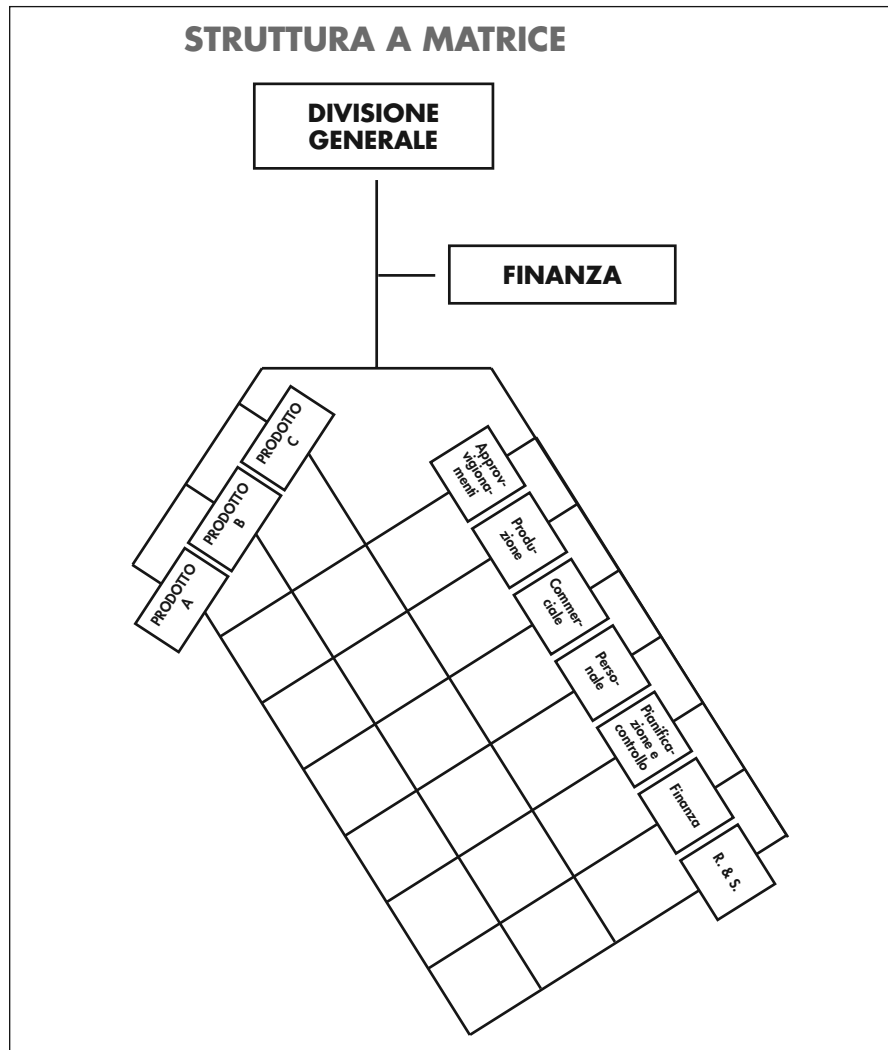 STRUTTURA A MATRICE
DIVISIONE
GENERALE
FINANZA
PRODOTTO
C
PRODOTTO
B
PRODOTTO
A
Approv-
vigiona-
menti
Produ-
zione
Commer-
ciale
Perso-
nale
Pianifica-
zione e
controllo
Finanza
R. & S.